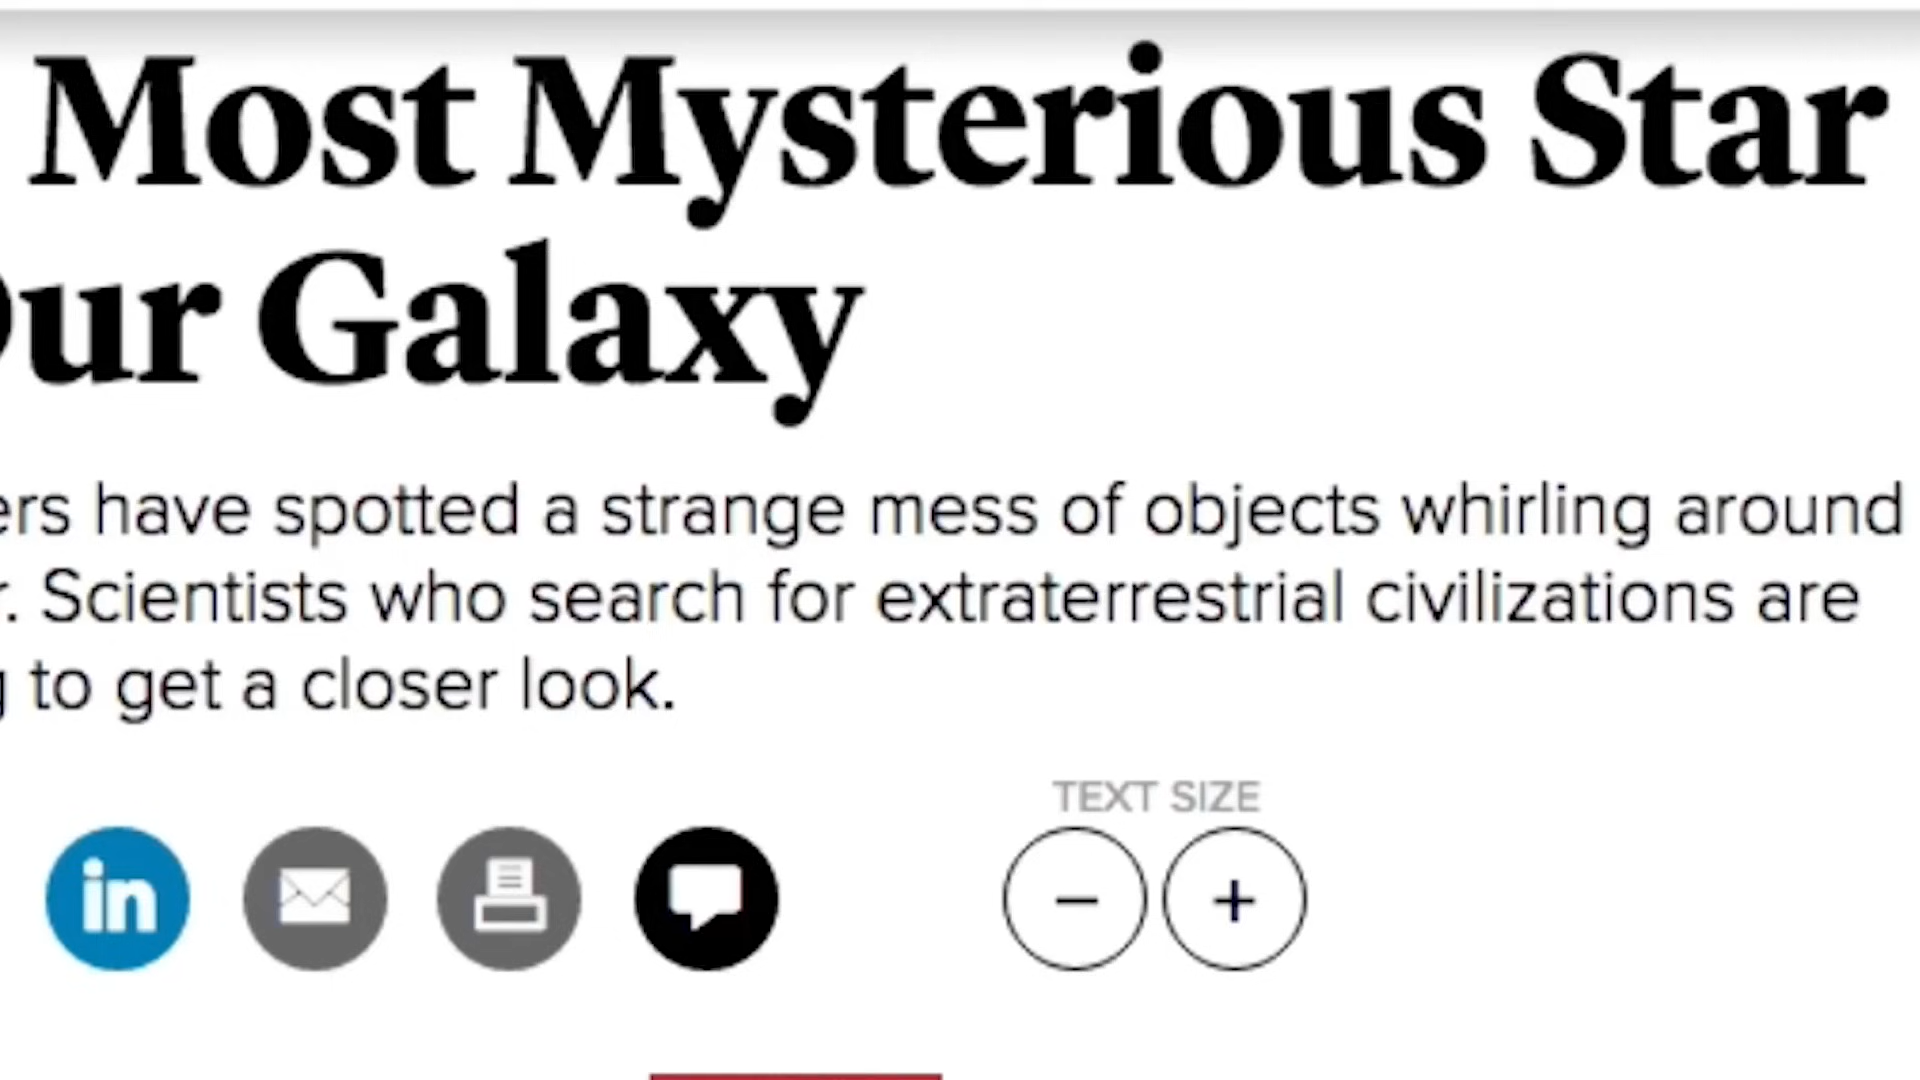 Most Mysterious Star
Our Galaxy
ers have spotted a strange mess of objects whirling around
r. Scientists who search for extraterrestrial civilizations are
g to get a closer look.
TEXT SIZE
in
− +